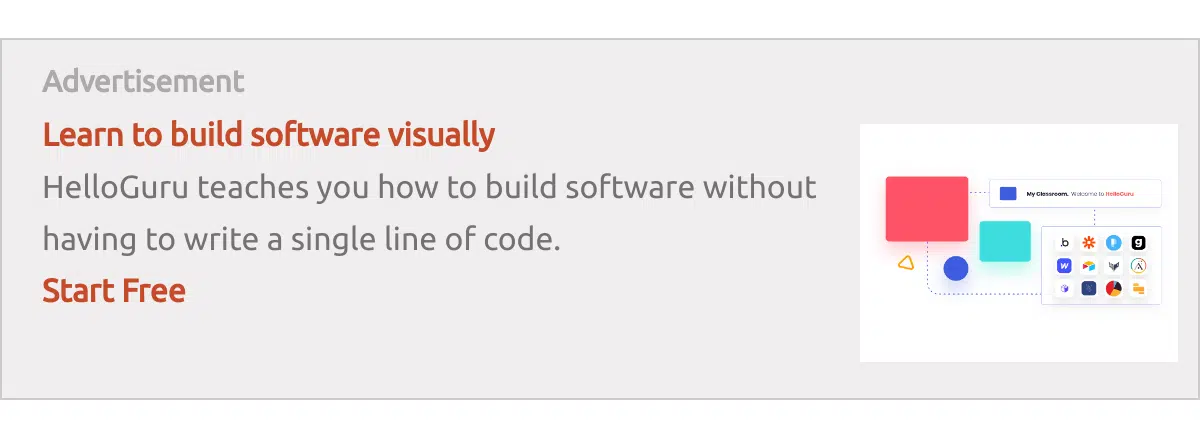 Advertisement
Learn to build software visually
HelloGuru teaches you how to build software without
having to write a single line of code.
Start Free
My Classroom. Welcome to HelloGuru